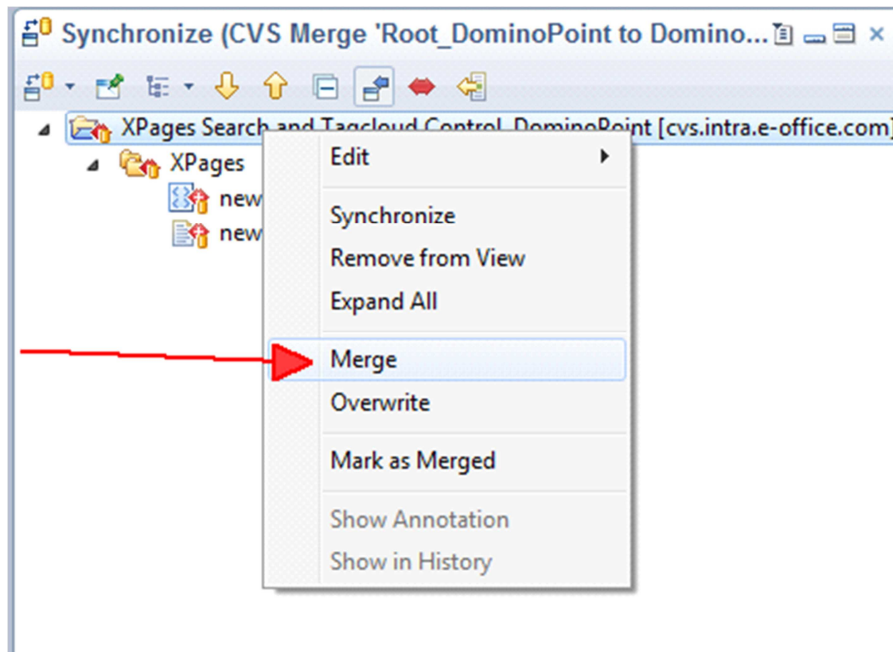 Synchronize (CVS Merge 'Root_DominoPoint to Domino...
XPages Search and Tagcloud Control_DominoPoint [cvs.intra.e-office.com]
XPages
new
new
Edit
Synchronize
Remove from View
Expand All
Merge
Overwrite
Mark as Merged
Show Annotation
Show in History